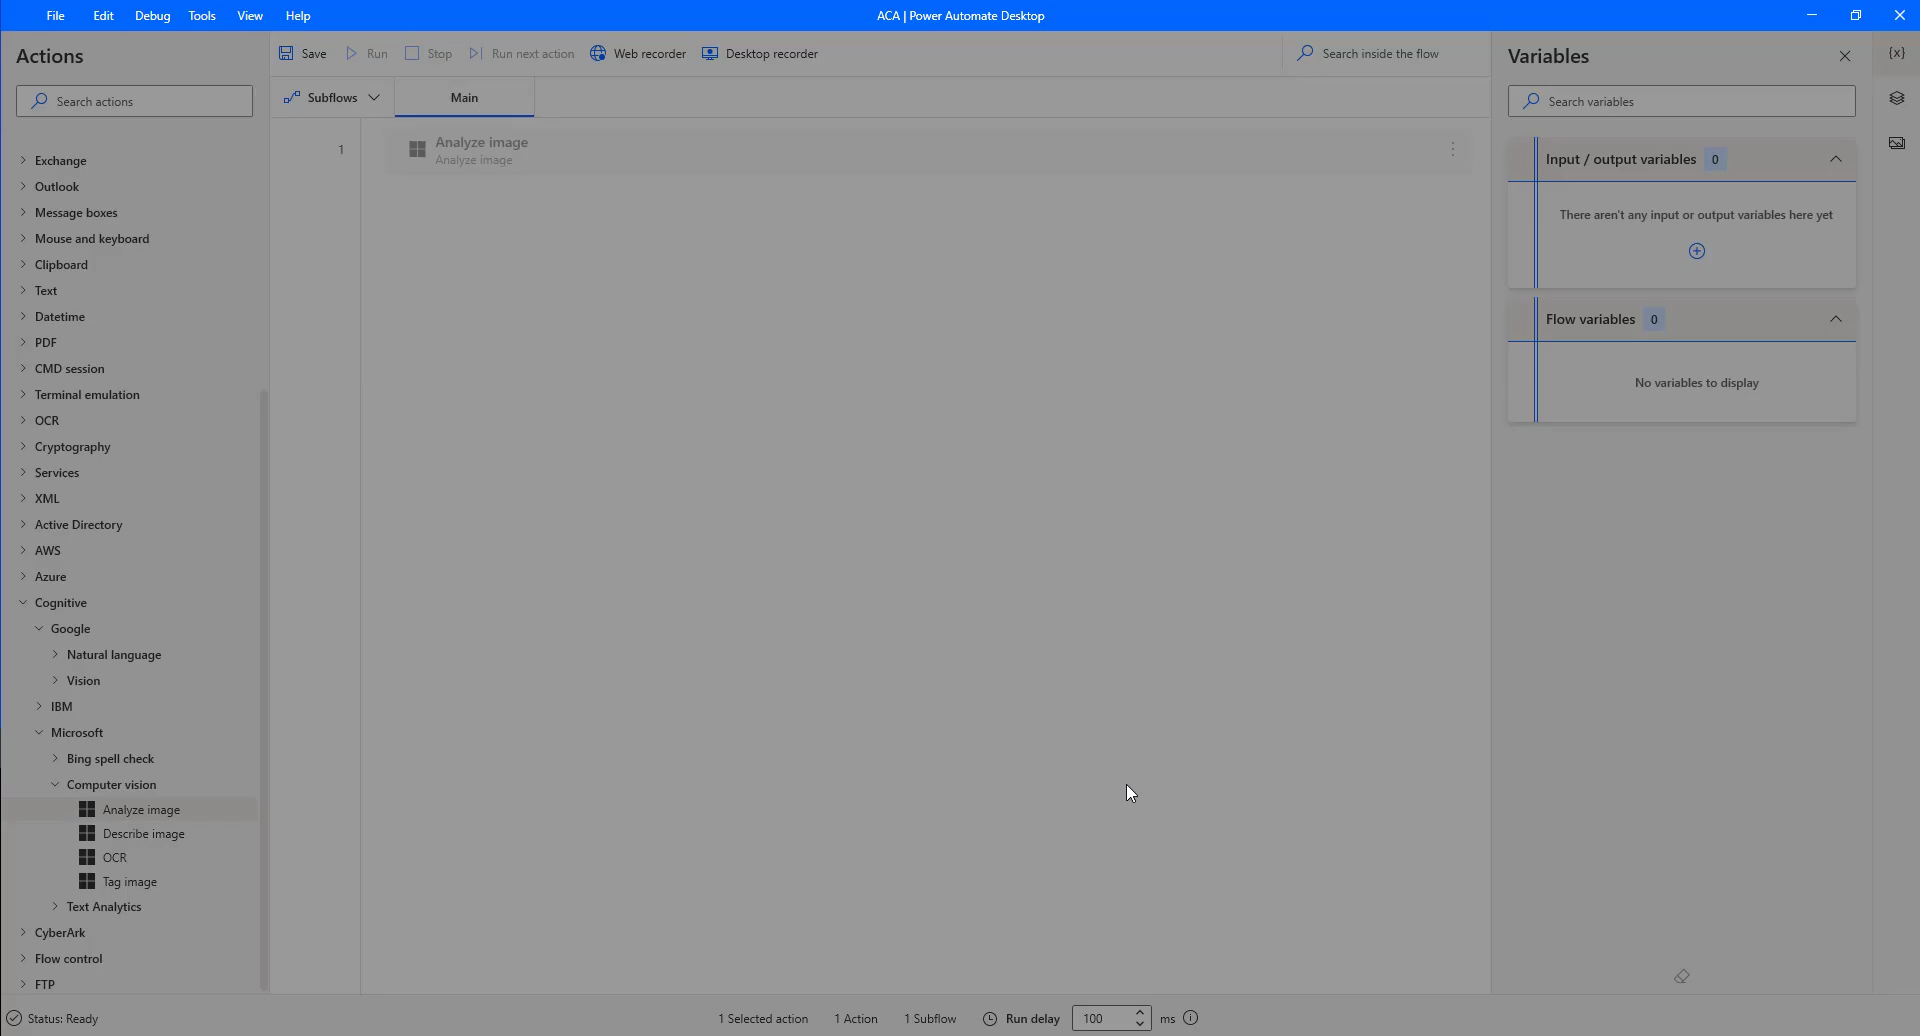 File Edit Debug Tools View Help
ACA | Power Automate Desktop
Actions
Search actions
Exchange
Outlook
Message boxes
Mouse and keyboard
Clipboard
Text
Datetime
PDF
CMD session
Terminal emulation
OCR
Cryptography
Services
XML
Active Directory
AWS
Azure
Cognitive
Google
Natural language
Vision
IBM
Microsoft
Bing spell check
Computer vision
Analyze image
Describe image
OCR
Tag image
Text Analytics
CyberArk
Flow control
FTP
Save Run Stop Run next action Web recorder Desktop recorder
Search inside the flow
Subflows Main
1
Analyze image
Analyze image
Variables
{x}
Search variables
Input / output variables 0
There aren't any input or output variables here yet
Flow variables 0
No variables to display
Status: Ready
1 Selected action 1 Action 1 Subflow Run delay 100 ms